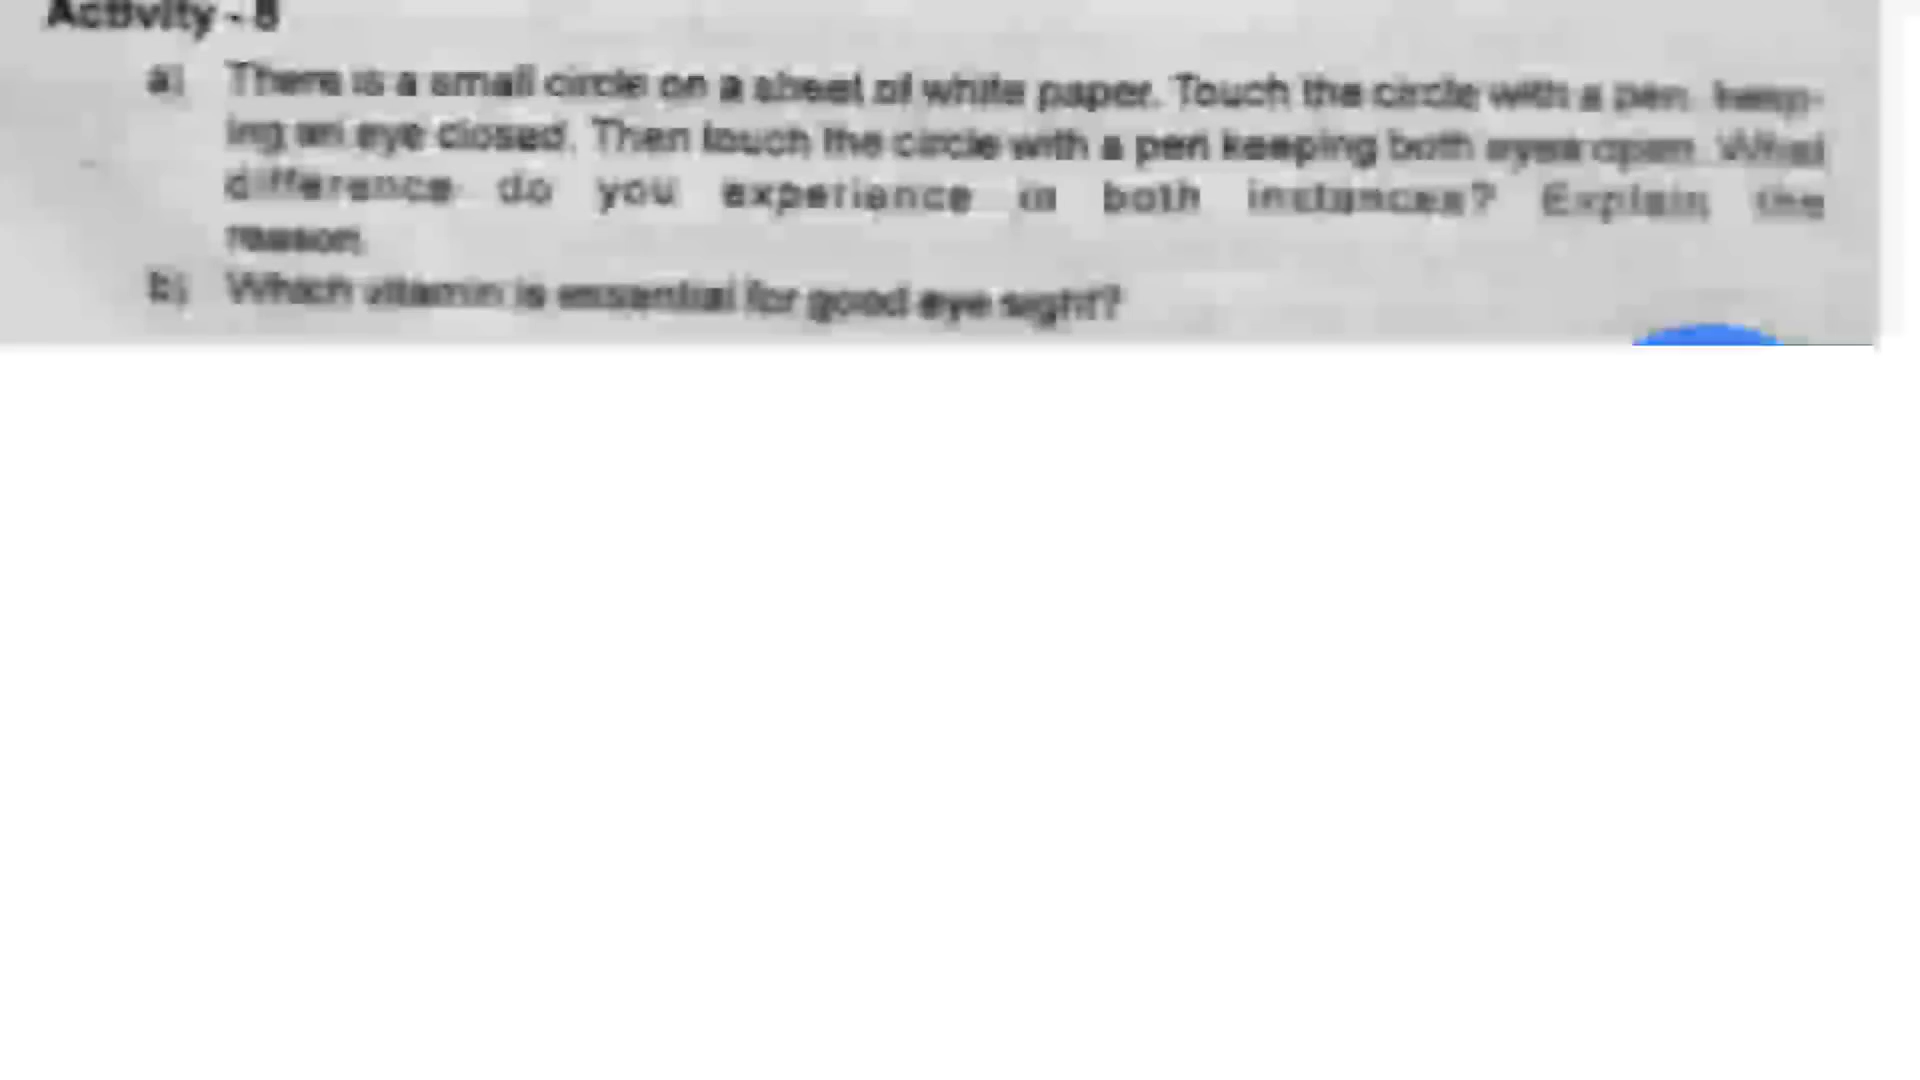 Activity - 8
a) There is a small circle on a sheet of white paper. Touch the circle with a pen keep-
ing an eye closed. Then touch the circle with a pen keeping both eyes open. What
difference do you experience in both instances? Explain the
reason.
b) Which vitamin is essential for good eye sight?